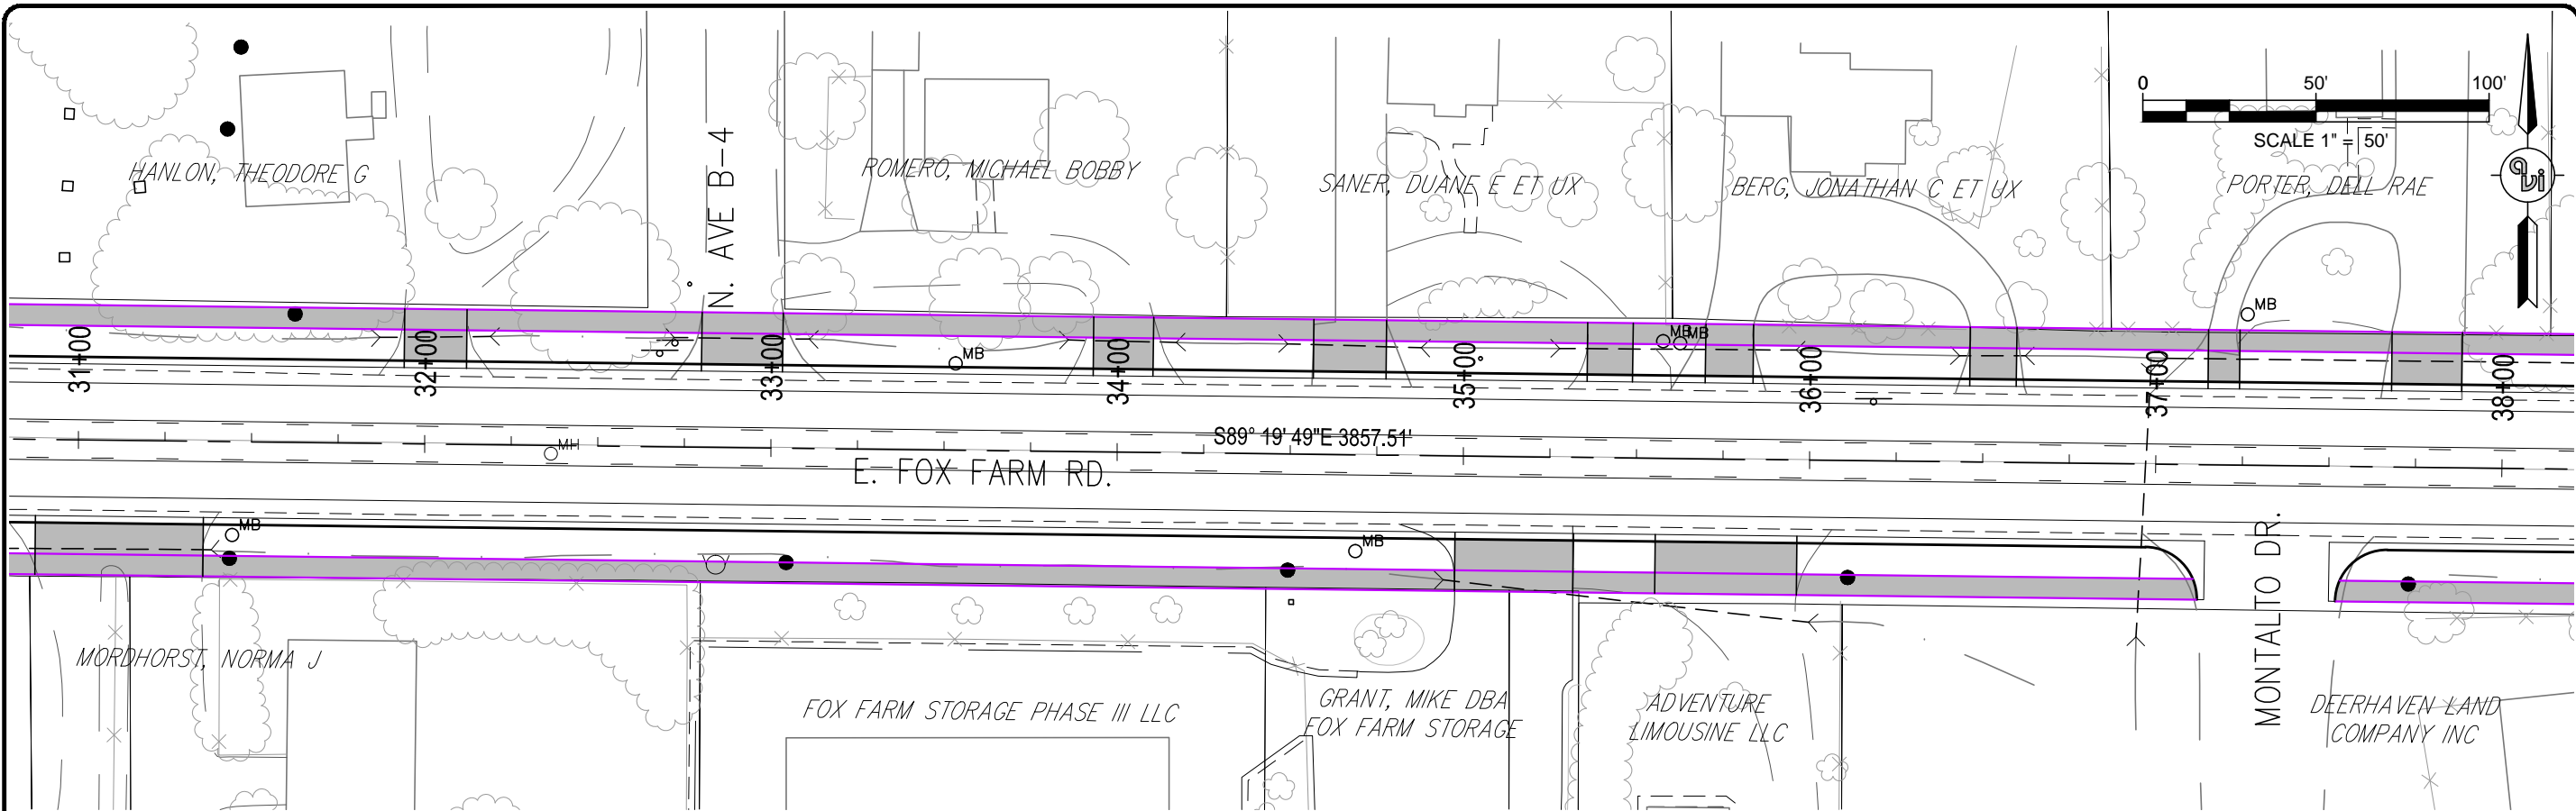 0 50' 100'
SCALE 1" = 50'
avi
HANLON, THEODORE G
N. AVE B-4
ROMERO, MICHAEL BOBBY
SANER, DUANE E ET UX
BERG, JONATHAN C ET UX
PORTER, DELL RAE
MB
MB
MB
MB
31+00
32+00
33+00
34+00
35+00
36+00
37+00
38+00
S89° 19' 49"E 3857.51'
MH
E. FOX FARM RD.
MB
MB
MONTALTO DR.
MORDHORST, NORMA J
FOX FARM STORAGE PHASE III LLC
GRANT, MIKE DBA
FOX FARM STORAGE
ADVENTURE
LIMOUSINE LLC
DEERHAVEN LAND
COMPANY INC